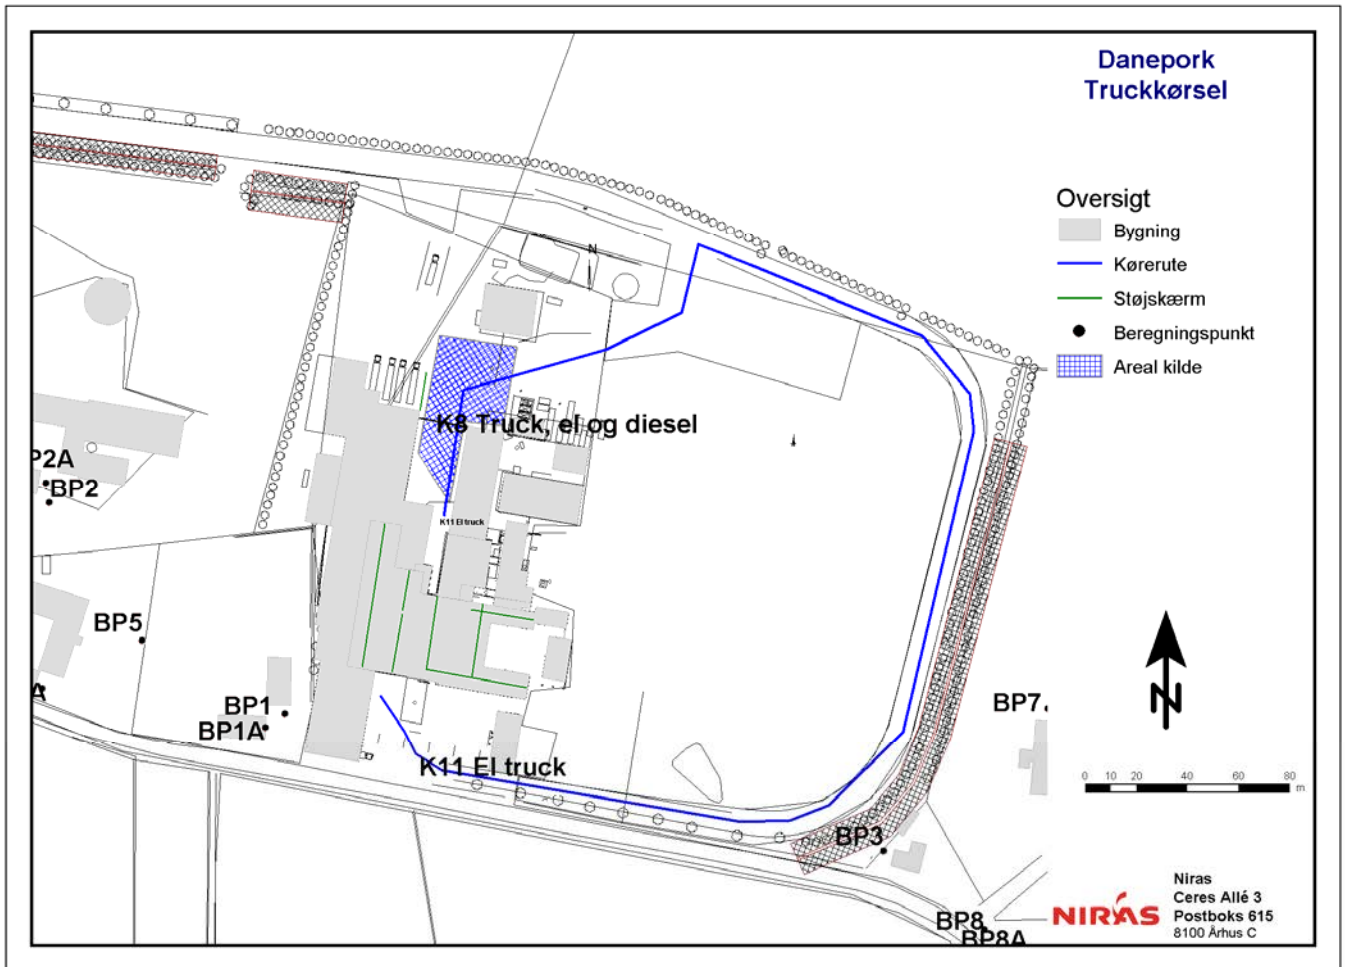 Danepork
Truckkørsel
Oversigt
Bygning
Kørerute
Støjskærm
Beregningspunkt
Areal kilde
N
K8 Truck, el og diesel
K11 El truck
P2A
BP2
BP5
A
BP1
BP1A
K11 El truck
BP7
BP3
BP8
BP8A
N
0 10 20 40 60 80
m
NIRAS
Niras
Ceres Allé 3
Postboks 615
8100 Århus C